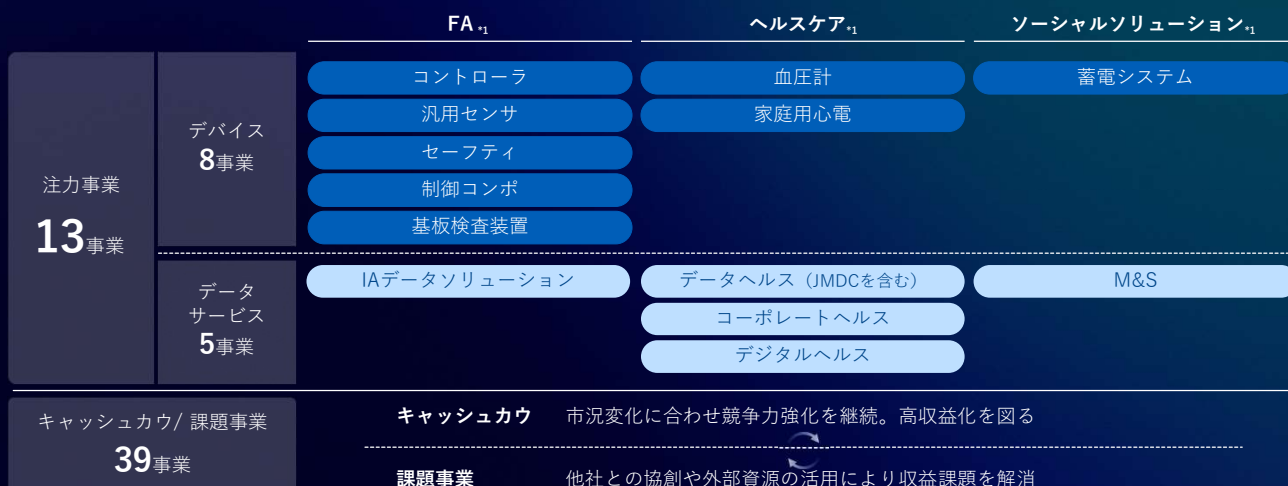 FA *1
ヘルスケア*1
ソーシャルソリューション*1
注力事業
13事業
デバイス
8事業
コントローラ
血圧計
蓄電システム
汎用センサ
家庭用心電
セーフティ
制御コンポ
基板検査装置
データ
サービス
5事業
IAデータソリューション
データヘルス（JMDCを含む）
M&S
コーポレートヘルス
デジタルヘルス
キャッシュカウ/ 課題事業
39事業
キャッシュカウ 市況変化に合わせ競争力強化を継続。高収益化を図る
課題事業 他社との協創や外部資源の活用により収益課題を解消